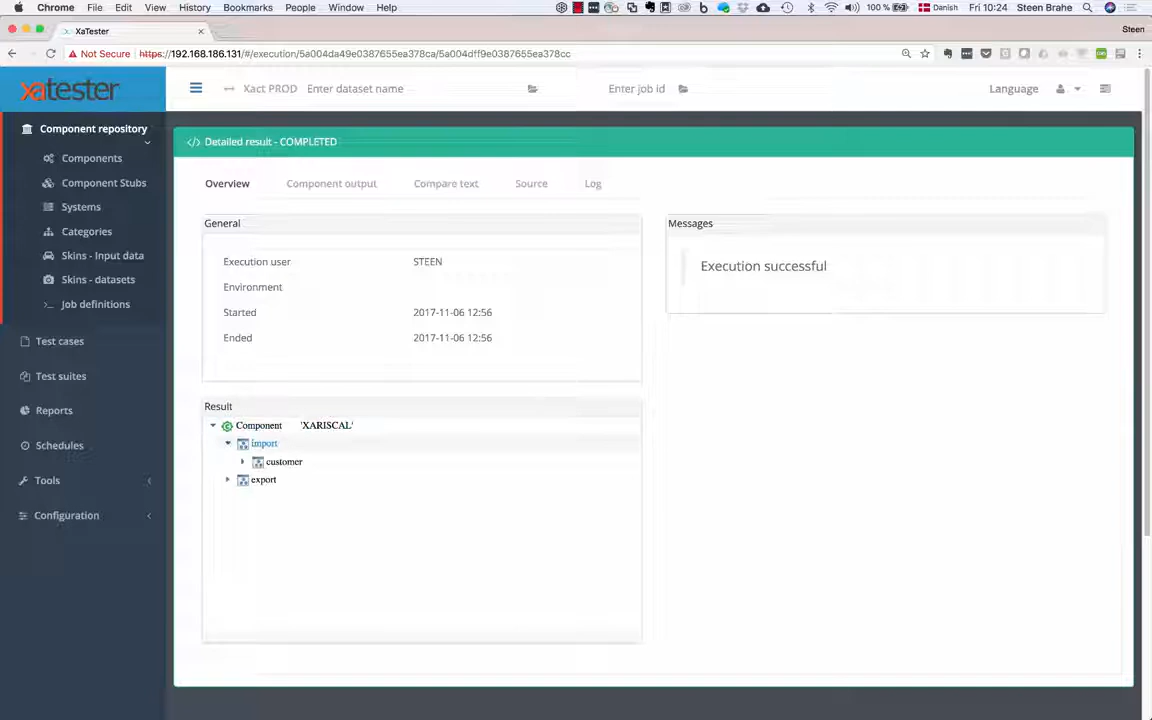 Chrome File Edit View History Bookmarks People Window Help 100 % Danish Fri 10:24 Steen Brahe
XaTester Steen
Not Secure https://192.168.186.131/#/execution/5a004da49e0387655ea378ca/5a004dff9e0387655ea378cc
xatester Xact PROD Enter dataset name Enter job id Language
Component repository
Components
Component Stubs
Systems
Categories
Skins - Input data
Skins - datasets
Job definitions
Test cases
Test suites
Reports
Schedules
Tools
Configuration
</> Detailed result - COMPLETED
Overview Component output Compare text Source Log
General
Execution user STEEN
Environment
Started 2017-11-06 12:56
Ended 2017-11-06 12:56
Messages
Execution successful
Result
Component 'XARISCAL'
import
customer
export